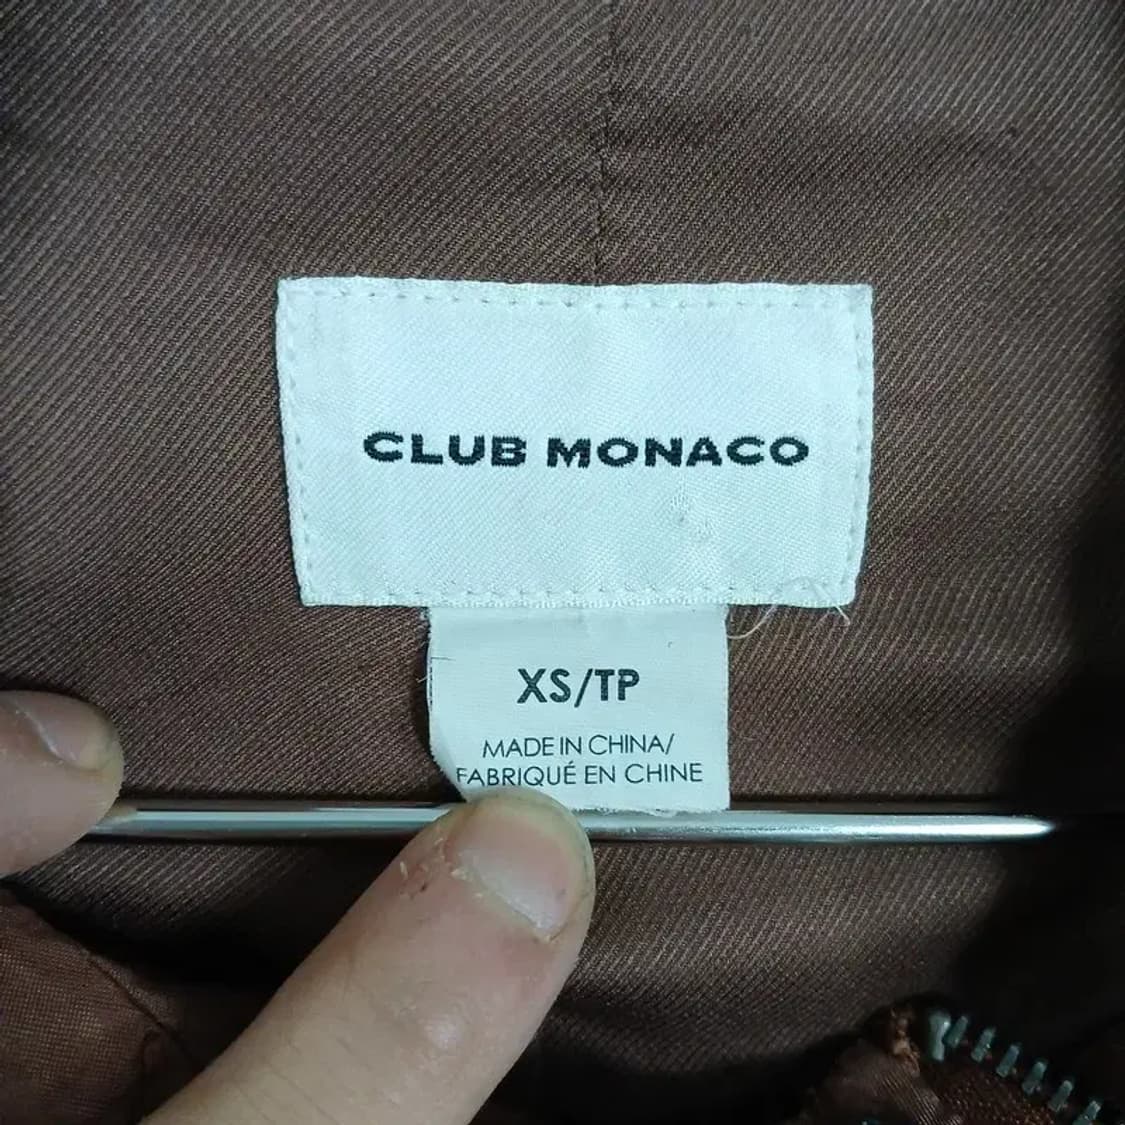 CLUB MONACO
XS/TP
MADE IN CHINA/
FABRIQUÉ EN CHINE